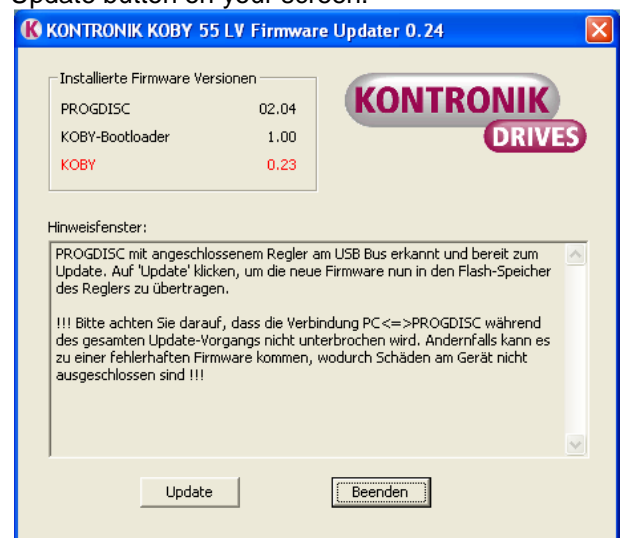 Update button on your screen.
KONTRONIK KOBY 55 LV Firmware Updater 0.24
Installierte Firmware Versionen
PROGDISC 02.04
KOBY-Bootloader 1.00
KOBY 0.23
KONTRONIK
DRIVES
Hinweisfenster:
PROGDISC mit angeschlossenem Regler am USB Bus erkannt und bereit zum
Update. Auf 'Update' klicken, um die neue Firmware nun in den Flash-Speicher
des Reglers zu übertragen.
!!! Bitte achten Sie darauf, dass die Verbindung PC<=>PROGDISC während
des gesamten Update-Vorgangs nicht unterbrochen wird. Andernfalls kann es
zu einer fehlerhaften Firmware kommen, wodurch Schäden am Gerät nicht
ausgeschlossen sind !!!
Update
Beenden